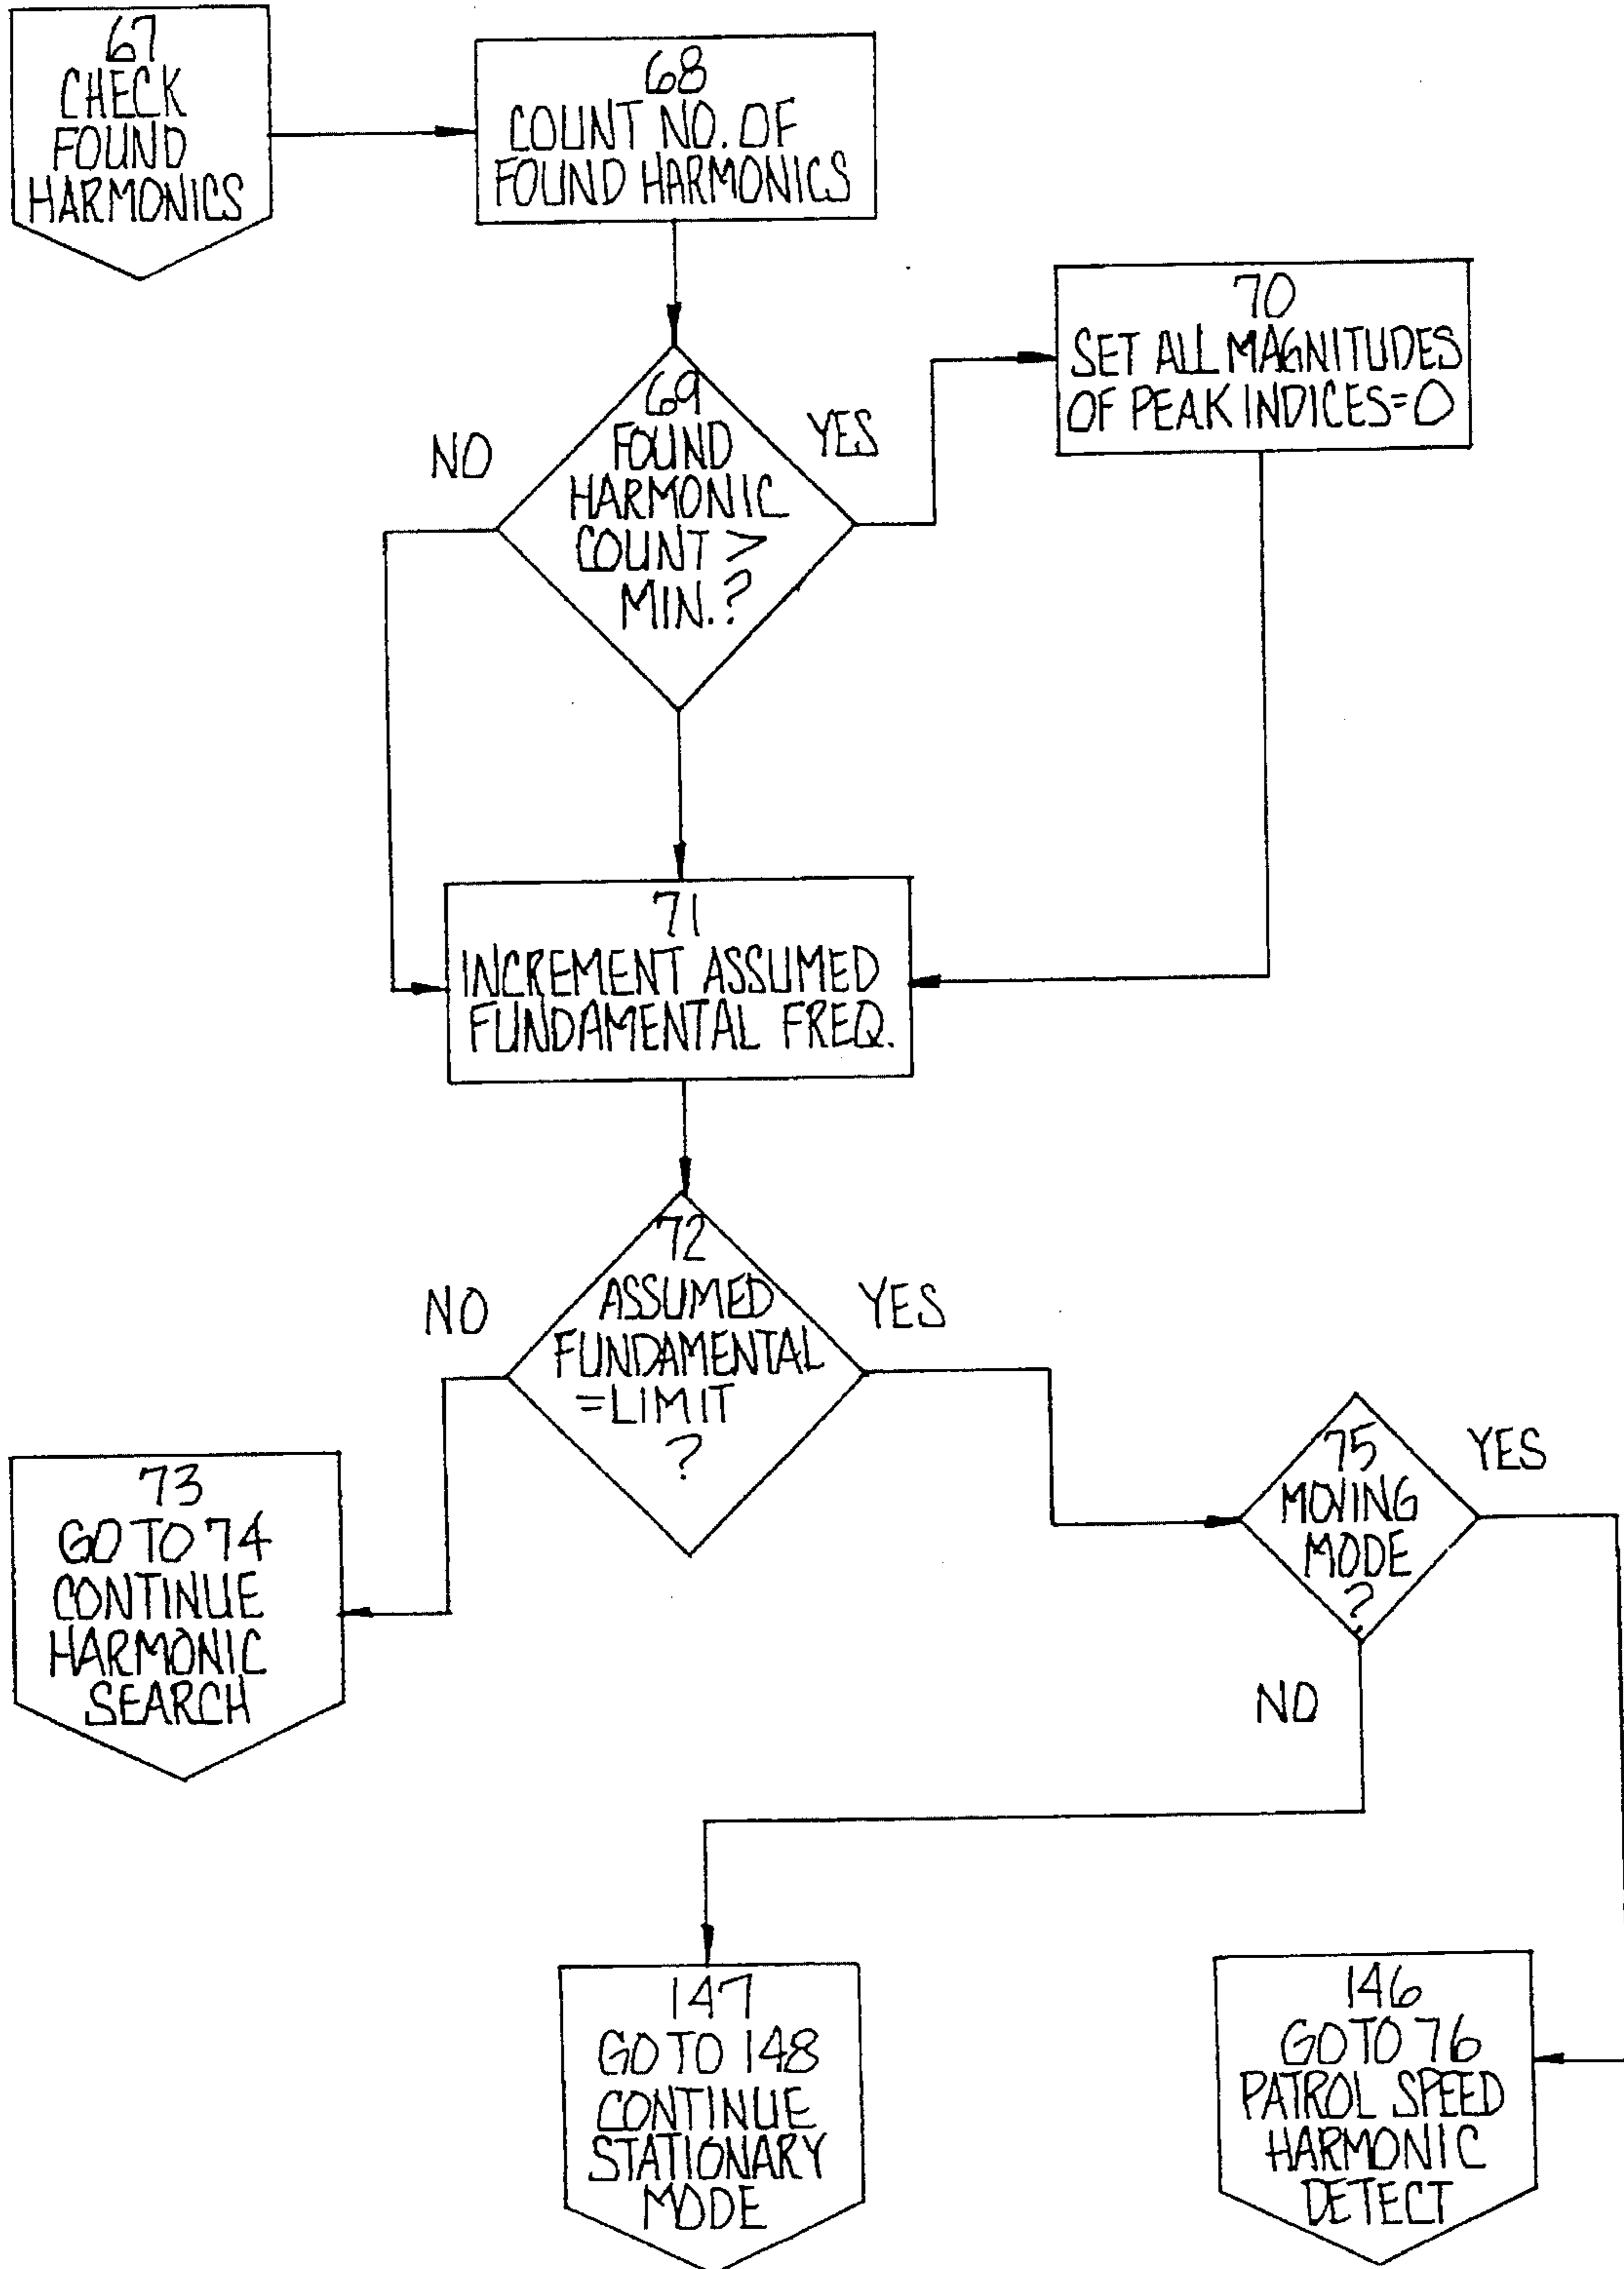 67
CHECK
FOUND
HARMONICS
68
COUNT NO. OF
FOUND HARMONICS
69
FOUND
HARMONIC
COUNT >
MIN.?
NO
YES
70
SET ALL MAGNITUDES
OF PEAK INDICES=0
71
INCREMENT ASSUMED
FUNDAMENTAL FREQ.
72
ASSUMED
FUNDAMENTAL
=LIMIT
?
NO
YES
73
GO TO 74
CONTINUE
HARMONIC
SEARCH
75
MOVING
MODE
?
YES
NO
147
GO TO 148
CONTINUE
STATIONARY
MODE
146
GO TO 76
PATROL SPEED
HARMONIC
DETECT